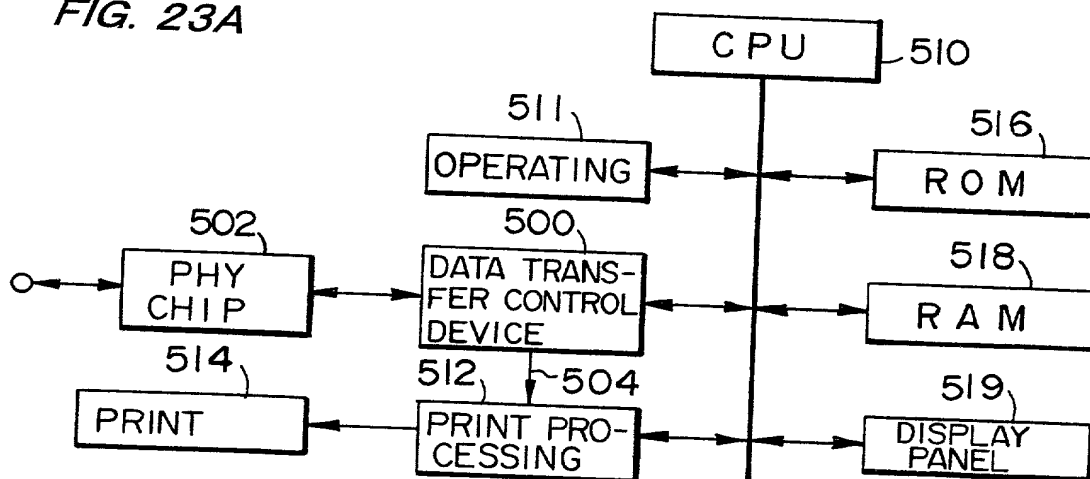 FIG. 23A
CPU
510
511
OPERATING
516
ROM
502
PHY
CHIP
500
DATA TRANS-
FER CONTROL
DEVICE
518
RAM
514
PRINT
512
504
PRINT PRO-
CESSING
519
DISPLAY
PANEL